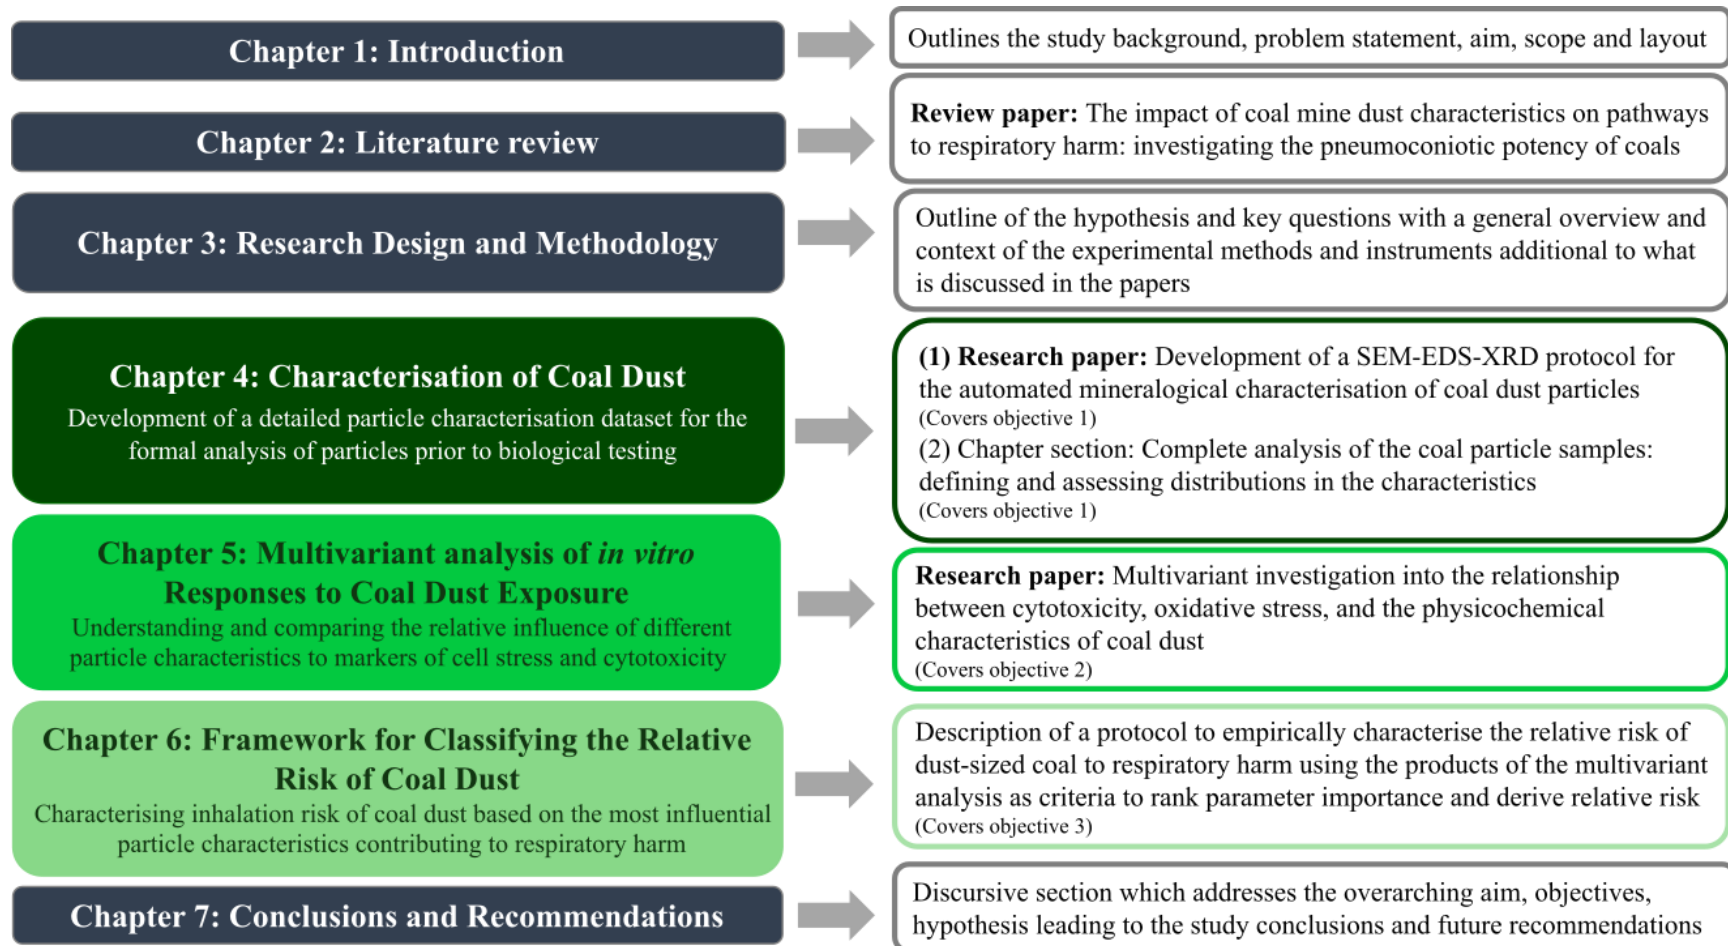 Chapter 1: Introduction
Outlines the study background, problem statement, aim, scope and layout
Chapter 2: Literature review
Review paper: The impact of coal mine dust characteristics on pathways
to respiratory harm: investigating the pneumoconiotic potency of coals
Chapter 3: Research Design and Methodology
Outline of the hypothesis and key questions with a general overview and
context of the experimental methods and instruments additional to what
is discussed in the papers
Chapter 4: Characterisation of Coal Dust
Development of a detailed particle characterisation dataset for the
formal analysis of particles prior to biological testing
(1) Research paper: Development of a SEM-EDS-XRD protocol for
the automated mineralogical characterisation of coal dust particles
(Covers objective 1)
(2) Chapter section: Complete analysis of the coal particle samples:
defining and assessing distributions in the characteristics
(Covers objective 1)
Chapter 5: Multivariant analysis of in vitro
Responses to Coal Dust Exposure
Understanding and comparing the relative influence of different
particle characteristics to markers of cell stress and cytotoxicity
Research paper: Multivariant investigation into the relationship
between cytotoxicity, oxidative stress, and the physicochemical
characteristics of coal dust
(Covers objective 2)
Chapter 6: Framework for Classifying the Relative
Risk of Coal Dust
Characterising inhalation risk of coal dust based on the most influential
particle characteristics contributing to respiratory harm
Description of a protocol to empirically characterise the relative risk of
dust-sized coal to respiratory harm using the products of the multivariant
analysis as criteria to rank parameter importance and derive relative risk
(Covers objective 3)
Chapter 7: Conclusions and Recommendations
Discursive section which addresses the overarching aim, objectives,
hypothesis leading to the study conclusions and future recommendations